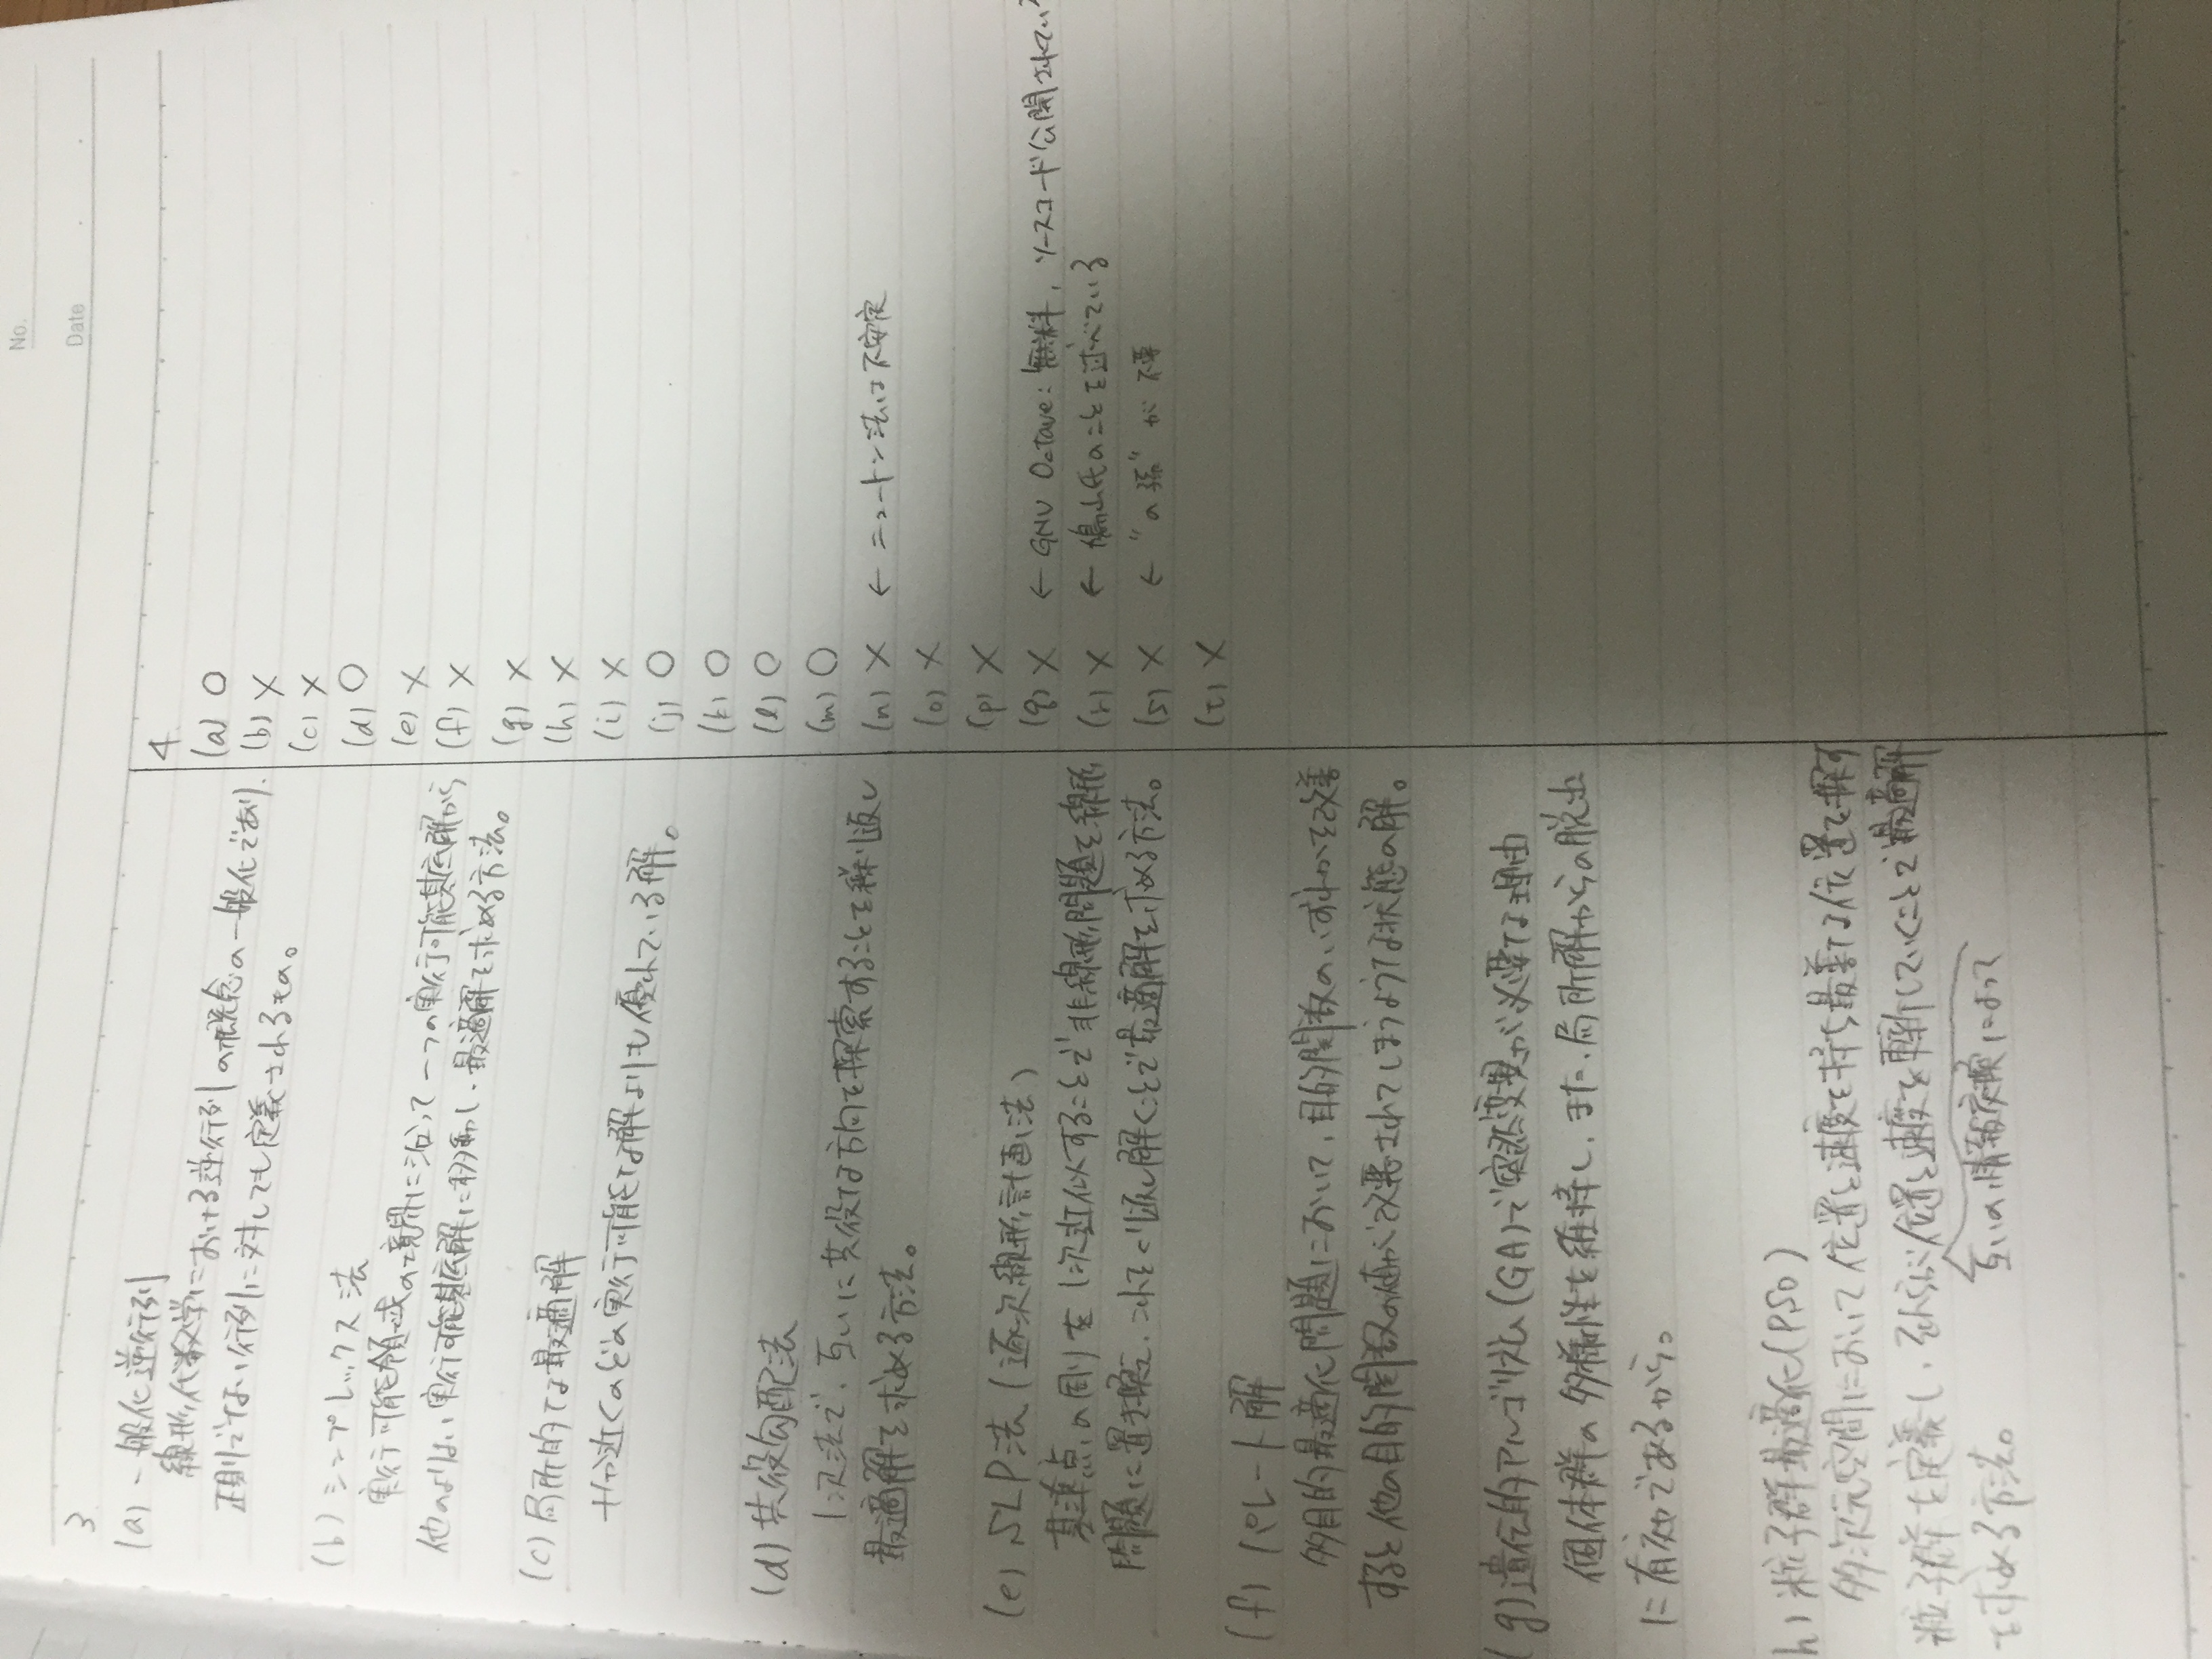 No.
Date
3.
(a) 一般化逆行列
線形代数学における逆行列の概念の一般化であり、
正則でない行列に対しても定義されるもの。
(b) シンプレックス法
実行可能領域の境界に沿って一つの実行可能基底解から
他のよりよい実行可能基底解に移動し、最適解を求める方法。
(c) 局所的な最適解
十分近くのどの実行可能な解よりも優れている解。
(d) 共役勾配法
1次法で、互いに共役な方向を探索することを繰り返し
最適解を求める方法。
(e) SLP法(逐次線形計画法)
基準点の周りを1次近似することで非線形問題を線形
問題に置き換え、これをくり返し解くことで最適解を求める方法。
(f) パレート解
多目的最適化問題において、目的関数のいずれかを改善
すると他の目的関数の値が改悪されてしまうような状態の解。
(g) 遺伝的アルゴリズム(GA)で突然変異が必要な理由
個体群の多様性を維持し、また、局所解からの脱出
に有効であるから。
h) 粒子群最適化(PSO)
多次元空間において位置と速度を持ち最善な位置を探す
粒子群を定義し、それらが位置と速度を更新していくことで最適解
を求める方法。
互いの情報交換によって
4.
(a) ○
(b) ×
(c) ×
(d) ○
(e) ×
(f) ×
(g) ×
(h) ×
(i) ×
(j) ○
(k) ○
(l) ○
(m) ○
(n) × ← ニュートン法は不安定
(o) ×
(p) ×
(q) × ← GNU Octave: 無料, ソースコード公開されている
(r) × ← 鳩山氏のことを述べている
(s) × ← "の孫" が 不要
(t) ×